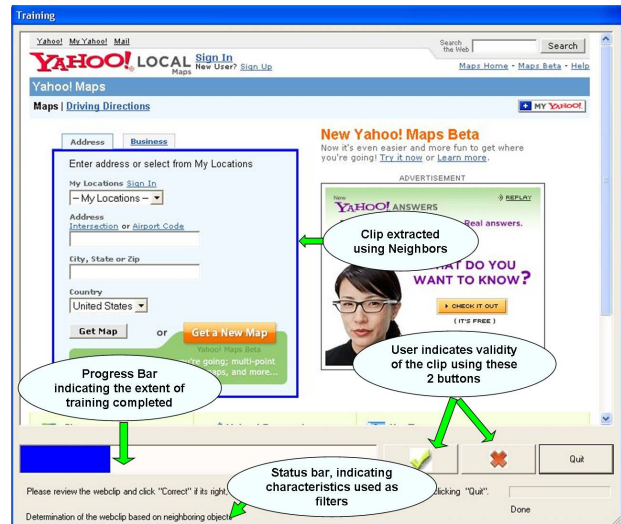 Training
Yahoo! My Yahoo! Mail
YAHOO! LOCAL
Maps
Sign In
New User? Sign Up
Search
the Web
Search
Maps Home - Maps Beta - Help
Yahoo! Maps
Maps | Driving Directions
MY YAHOO!
Address
Business
Enter address or select from My Locations
My Locations Sign In
– My Locations –
Address
Intersection or Airport Code
City, State or Zip
Country
United States
Get Map
or
Get a New Map
Yahoo! Maps Beta
going; multi-point
maps, and more...
New Yahoo! Maps Beta
Now it's even easier and more fun to get where
you're going! Try it now or Learn more.
ADVERTISEMENT
New
YAHOO! ANSWERS
REPLAY
Real answers.
DO YOU
WANT TO KNOW?
CHECK IT OUT
( IT'S FREE )
Clip extracted
using Neighbors
User indicates validity
of the clip using these
2 buttons
Progress Bar
indicating the extent of
training completed
Status bar, indicating
characteristics used as
filters
Quit
Please review the webclip and click "Correct" if its right,
clicking "Quit".
Done
Determination of the webclip based on neighboring objects